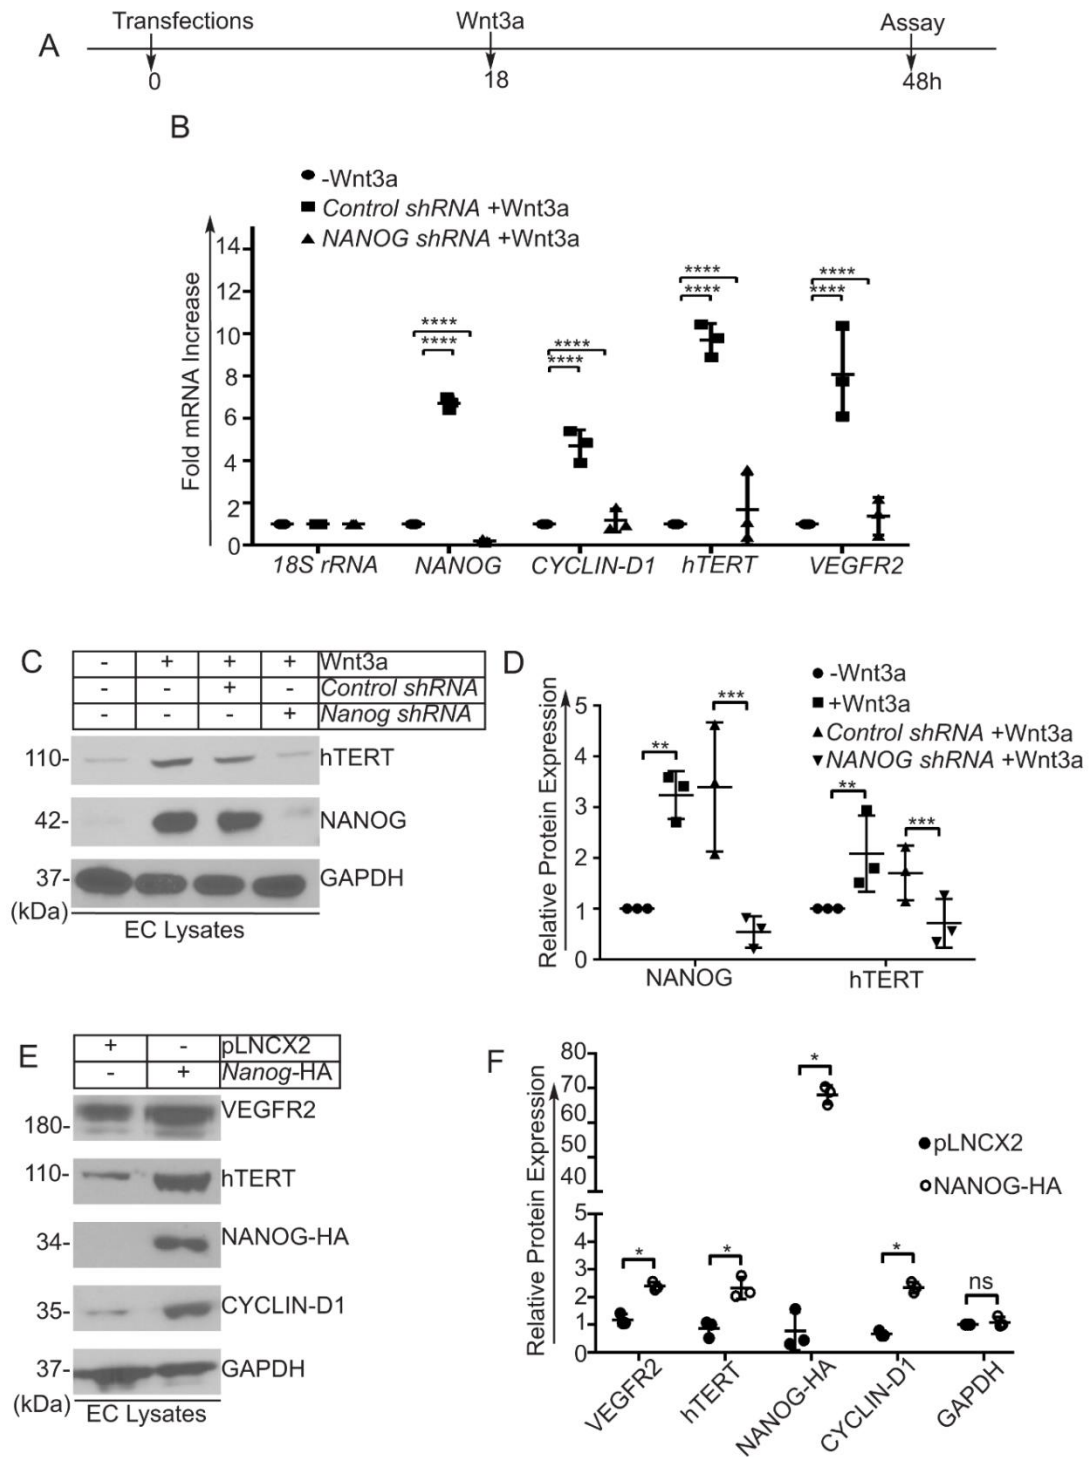 Transfections Wnt3a Assay
A
0 18 48h
B
-Wnt3a
Control shRNA +Wnt3a
NANOG shRNA +Wnt3a
Fold mRNA Increase
14
12
10
8
6
4
2
0
**** ****
**** ****
**** ****
**** ****
18S rRNA NANOG CYCLIN-D1 hTERT VEGFR2
C
- + + + Wnt3a
- - + - Control shRNA
- - - + Nanog shRNA
110- hTERT
42- NANOG
37- GAPDH
(kDa)
EC Lysates
D
-Wnt3a
+Wnt3a
Control shRNA +Wnt3a
NANOG shRNA +Wnt3a
Relative Protein Expression
5
4
3
2
1
0
** ***
** ***
NANOG hTERT
E
+ - pLNCX2
- + Nanog-HA
180- VEGFR2
110- hTERT
34- NANOG-HA
35- CYCLIN-D1
37- GAPDH
(kDa)
EC Lysates
F
Relative Protein Expression
80
70
60
50
40
5
4
3
2
1
0
* * * * ns
pLNCX2
NANOG-HA
VEGFR2 hTERT NANOG-HA CYCLIN-D1 GAPDH